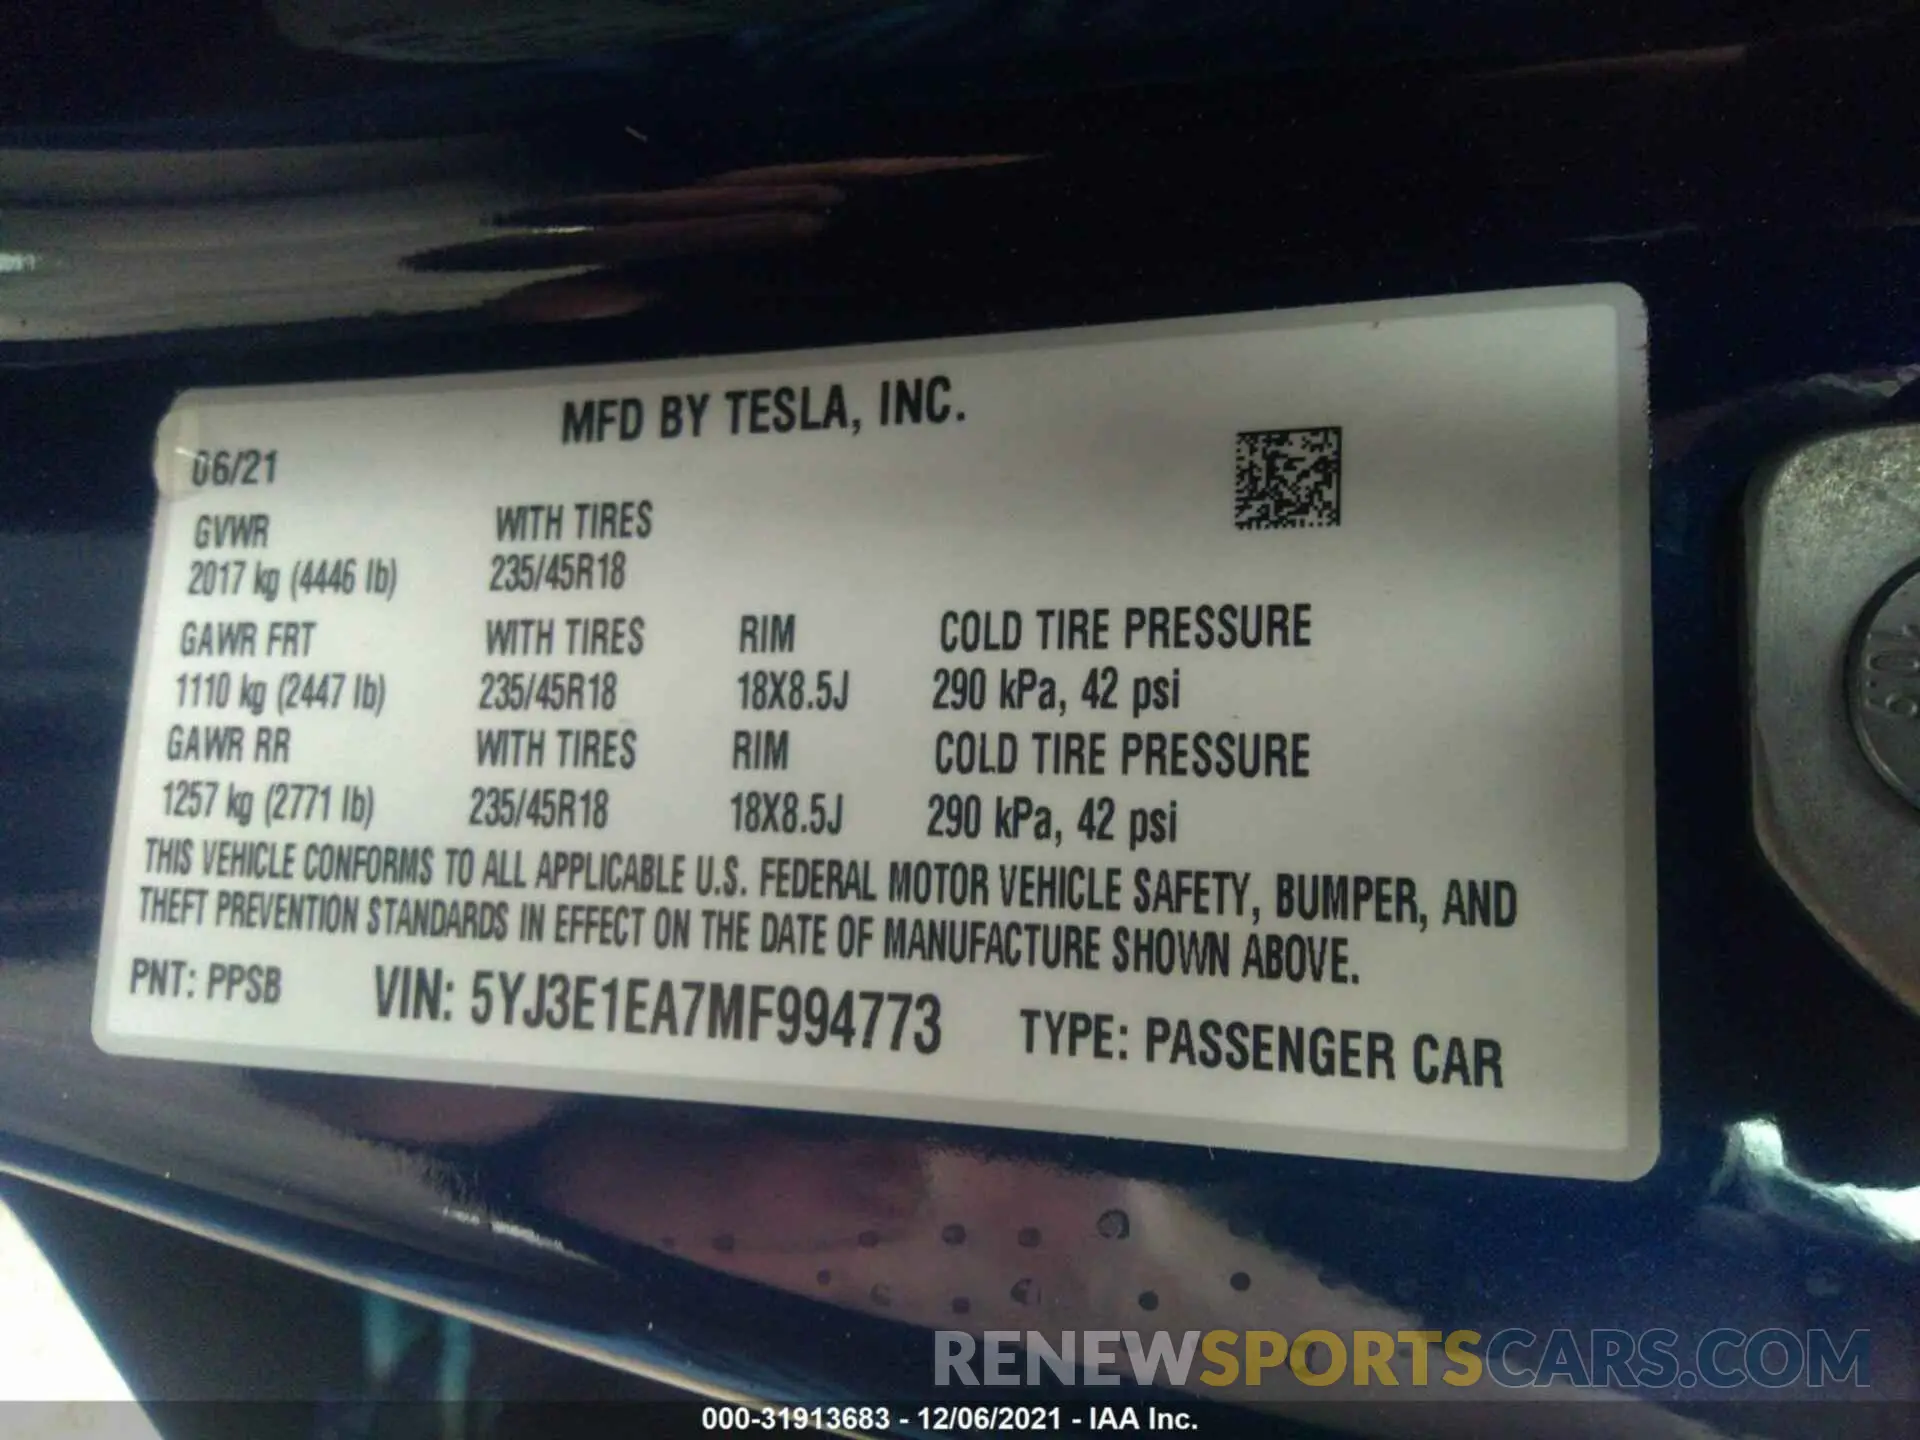 MFD BY TESLA, INC.
06/21
GVWR WITH TIRES
2017 kg (4446 lb) 235/45R18
GAWR FRT WITH TIRES RIM COLD TIRE PRESSURE
1110 kg (2447 lb) 235/45R18 18X8.5J 290 kPa, 42 psi
GAWR RR WITH TIRES RIM COLD TIRE PRESSURE
1257 kg (2771 lb) 235/45R18 18X8.5J 290 kPa, 42 psi
THIS VEHICLE CONFORMS TO ALL APPLICABLE U.S. FEDERAL MOTOR VEHICLE SAFETY, BUMPER, AND
THEFT PREVENTION STANDARDS IN EFFECT ON THE DATE OF MANUFACTURE SHOWN ABOVE.
PNT: PPSB VIN: 5YJ3E1EA7MF994773 TYPE: PASSENGER CAR
RENEWSPORTSCARS.COM
000-31913683 - 12/06/2021 - IAA Inc.